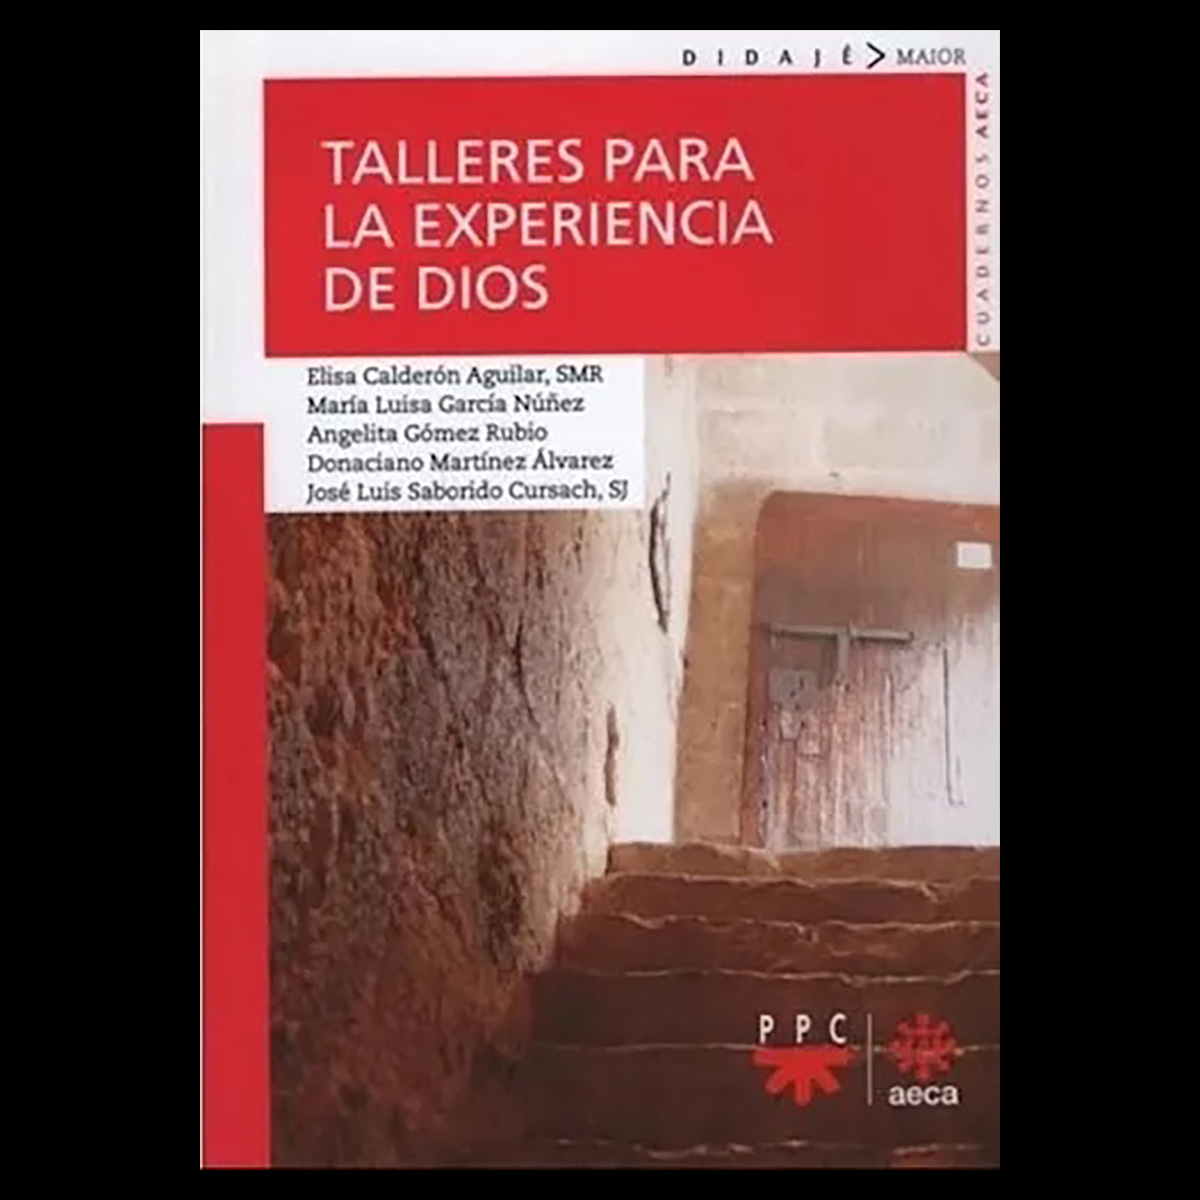 DIDAJÉ > MAIOR
CUADERNOS AECA
TALLERES PARA
LA EXPERIENCIA
DE DIOS
Elisa Calderón Aguilar, SMR
María Luisa García Núñez
Angelita Gómez Rubio
Donaciano Martínez Álvarez
José Luis Saborido Cursach, SJ
PPC
aeca